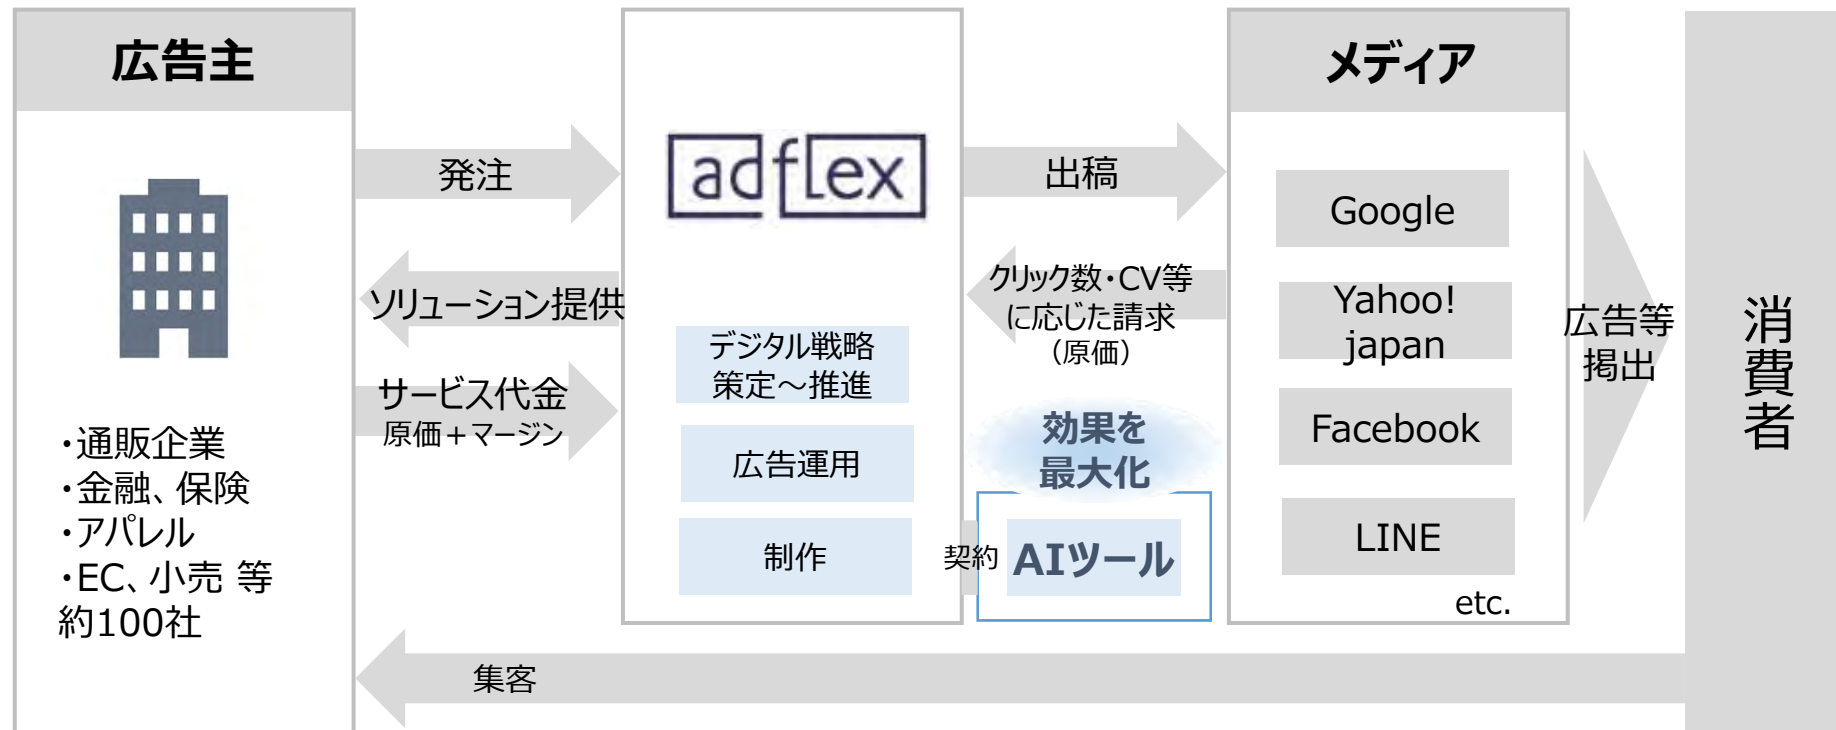 広告主
・通販企業
・金融、保険
・アパレル
・EC、小売 等
約100社
発注
ソリューション提供
サービス代金
原価＋マージン
adflex
デジタル戦略
策定～推進
広告運用
制作
出稿
クリック数・CV等
に応じた請求
（原価）
効果を
最大化
契約
AIツール
メディア
Google
Yahoo!
japan
Facebook
LINE
etc.
広告等
掲出
消費者
集客